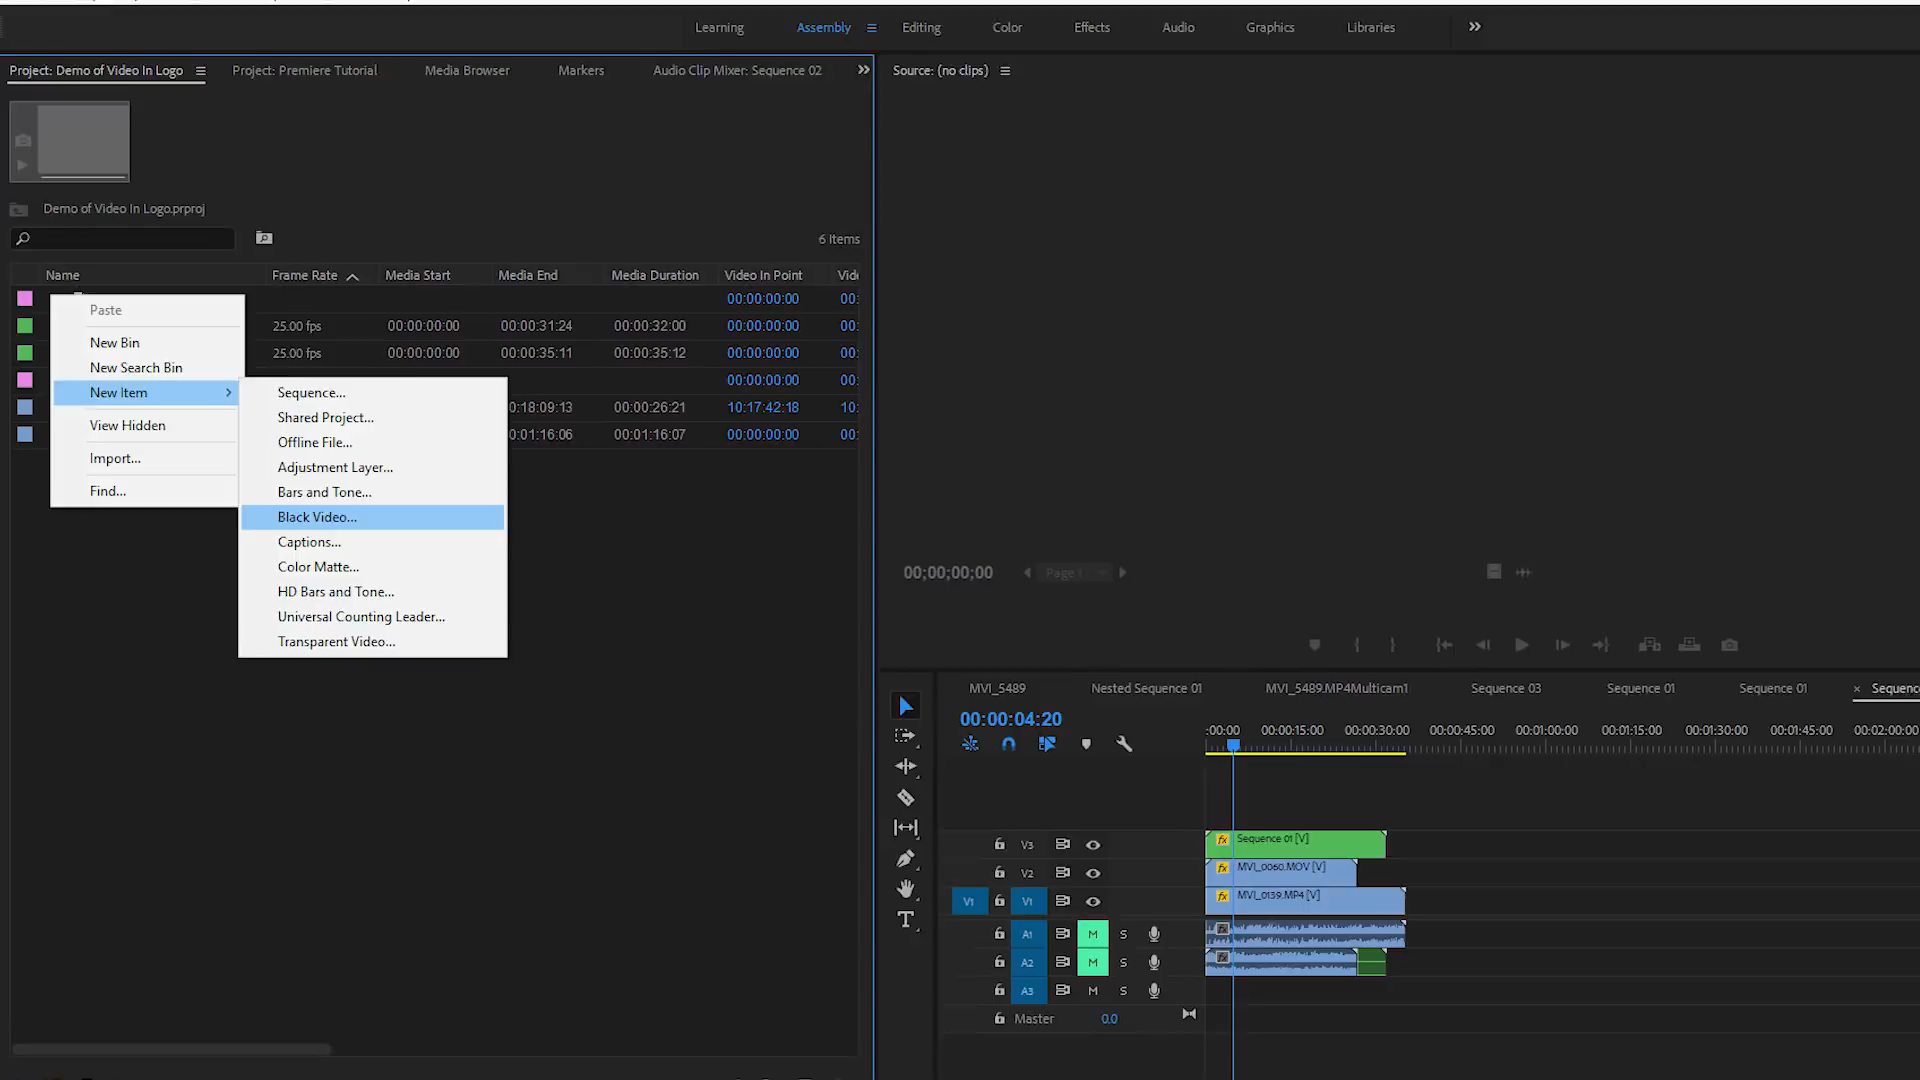 Learning
Assembly
Editing
Color
Effects
Audio
Graphics
Libraries
Project: Demo of Video In Logo
Project: Premiere Tutorial
Media Browser
Markers
Audio Clip Mixer: Sequence 02
Source: (no clips)
Demo of Video In Logo.prproj
6 Items
Name
Frame Rate
Media Start
Media End
Media Duration
Video In Point
00:00:00:00
25.00 fps
00:00:00:00
00:00:31:24
00:00:32:00
00:00:00:00
25.00 fps
00:00:00:00
00:00:35:11
00:00:35:12
00:00:00:00
00:00:00:00
0:18:09:13
00:00:26:21
10:17:42:18
0:01:16:06
00:01:16:07
00:00:00:00
Paste
New Bin
New Search Bin
New Item
View Hidden
Import...
Find...
Sequence...
Shared Project...
Offline File...
Adjustment Layer...
Bars and Tone...
Black Video...
Captions...
Color Matte...
HD Bars and Tone...
Universal Counting Leader...
Transparent Video...
00;00;00;00
Page 1
MVI_5489
Nested Sequence 01
MVI_5489.MP4Multicam1
Sequence 03
Sequence 01
Sequence 01
Sequenc
00:00:04:20
:00:00
00:00:15:00
00:00:30:00
00:00:45:00
00:01:00:00
00:01:15:00
00:01:30:00
00:01:45:00
00:02:00:00
V3
fx Sequence 01 [V]
V2
fx MVI_0060.MOV [V]
V1
V1
fx MVI_0139.MP4 [V]
A1
M
S
fx
A2
M
S
fx
A3
M
S
Master
0.0
T